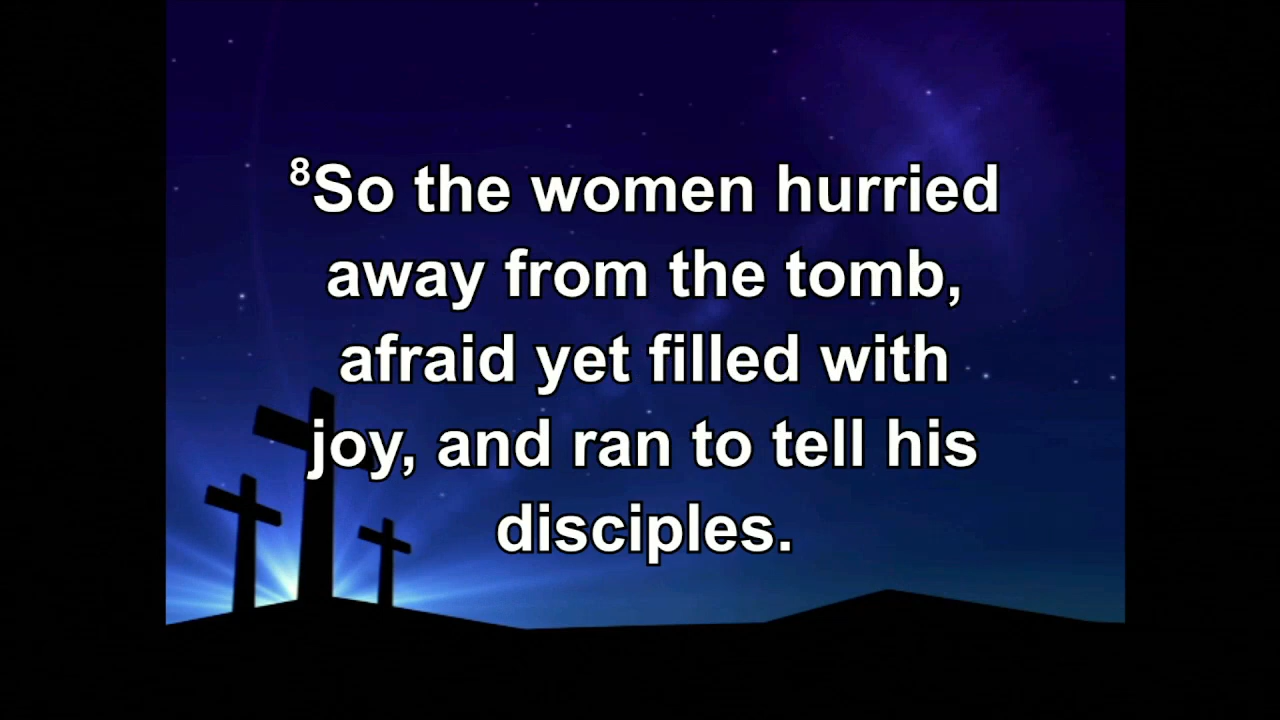 ⁸So the women hurried
away from the tomb,
afraid yet filled with
joy, and ran to tell his
disciples.